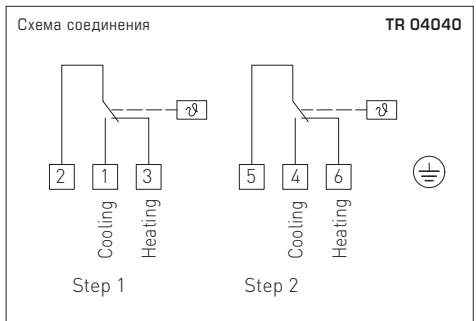 Схема соединения
TR 04040
ϑ
ϑ
2 1 3
5 4 6
Cooling
Heating
Cooling
Heating
Step 1
Step 2